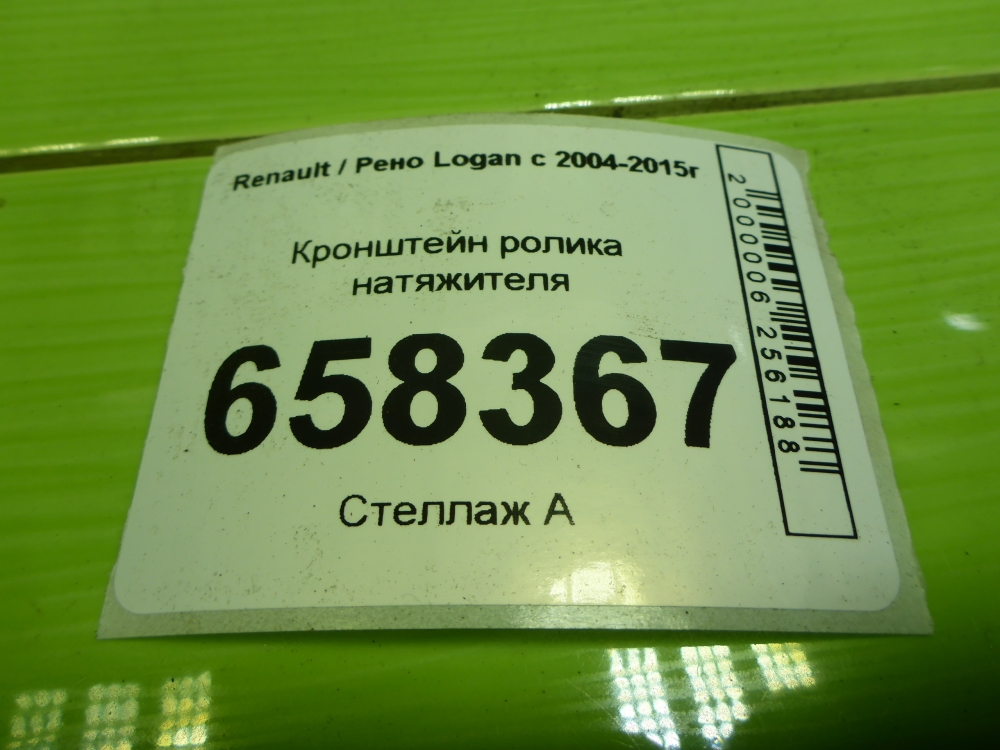 Renault / Рено Logan с 2004-2015г
Кронштейн ролика
натяжителя
658367
Стеллаж А
2000006256188